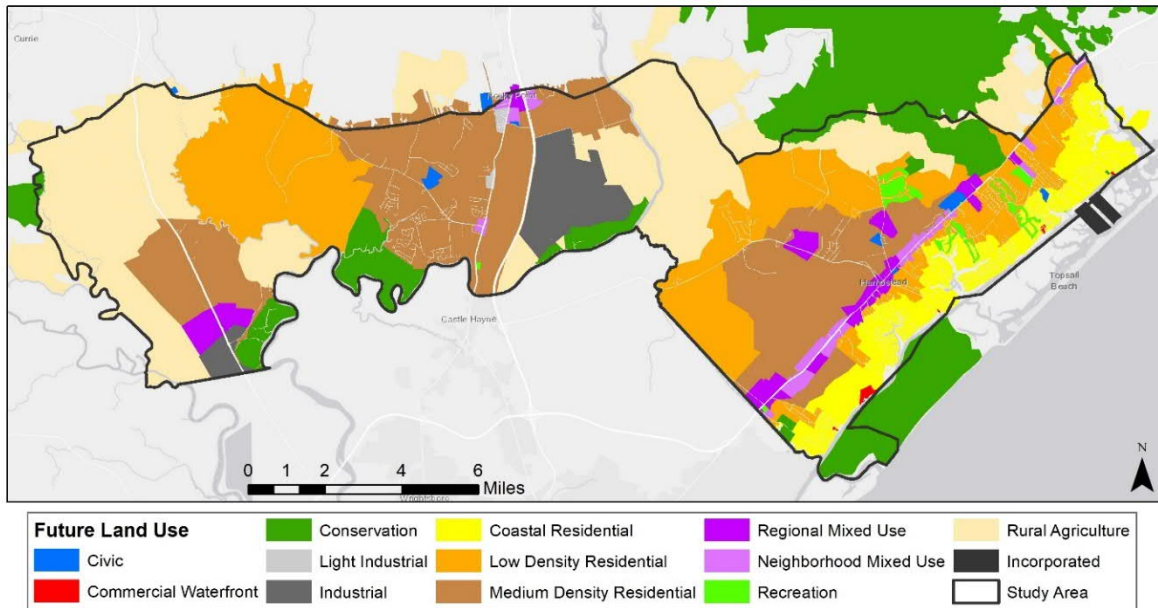 Currie
Castle Hayne
Hampstead
Topsail
Beach
N
0 1 2 4 6
Miles
Future Land Use
Civic
Commercial Waterfront
Conservation
Light Industrial
Industrial
Coastal Residential
Low Density Residential
Medium Density Residential
Regional Mixed Use
Neighborhood Mixed Use
Recreation
Rural Agriculture
Incorporated
Study Area